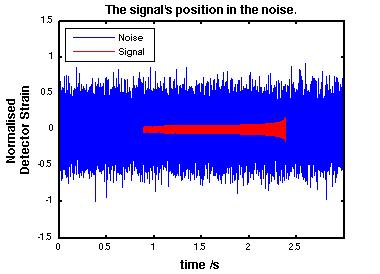 The signal's position in the noise.
1.5
Noise
Signal
1
0.5
Normalised
Detector Strain
0
-0.5
-1
-1.5
0 0.5 1 1.5 2 2.5
time /s